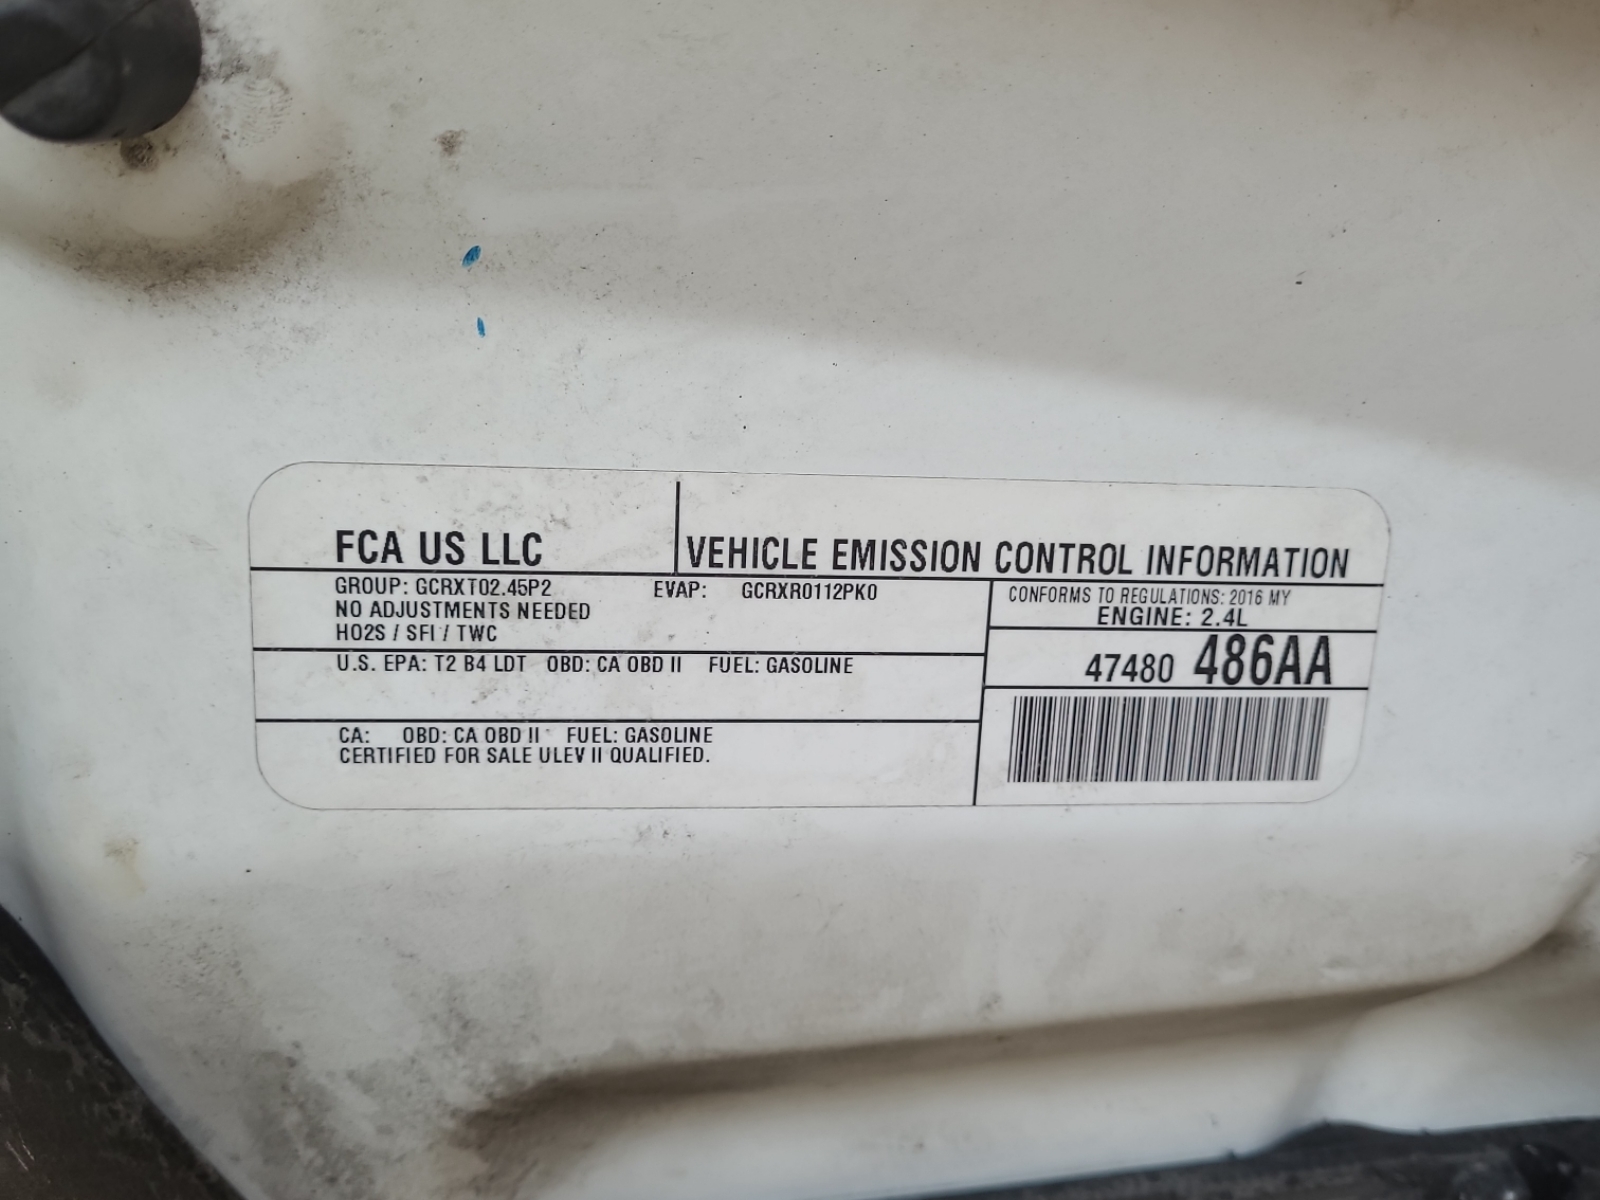 FCA US LLC
VEHICLE EMISSION CONTROL INFORMATION
GROUP: GCRXT02.45P2 EVAP: GCRXR0112PK0
NO ADJUSTMENTS NEEDED
HO2S / SFI / TWC
U.S. EPA: T2 B4 LDT OBD: CA OBD II FUEL: GASOLINE
CA: OBD: CA OBD II FUEL: GASOLINE
CERTIFIED FOR SALE ULEV II QUALIFIED.
CONFORMS TO REGULATIONS: 2016 MY
ENGINE: 2.4L
47480 486AA